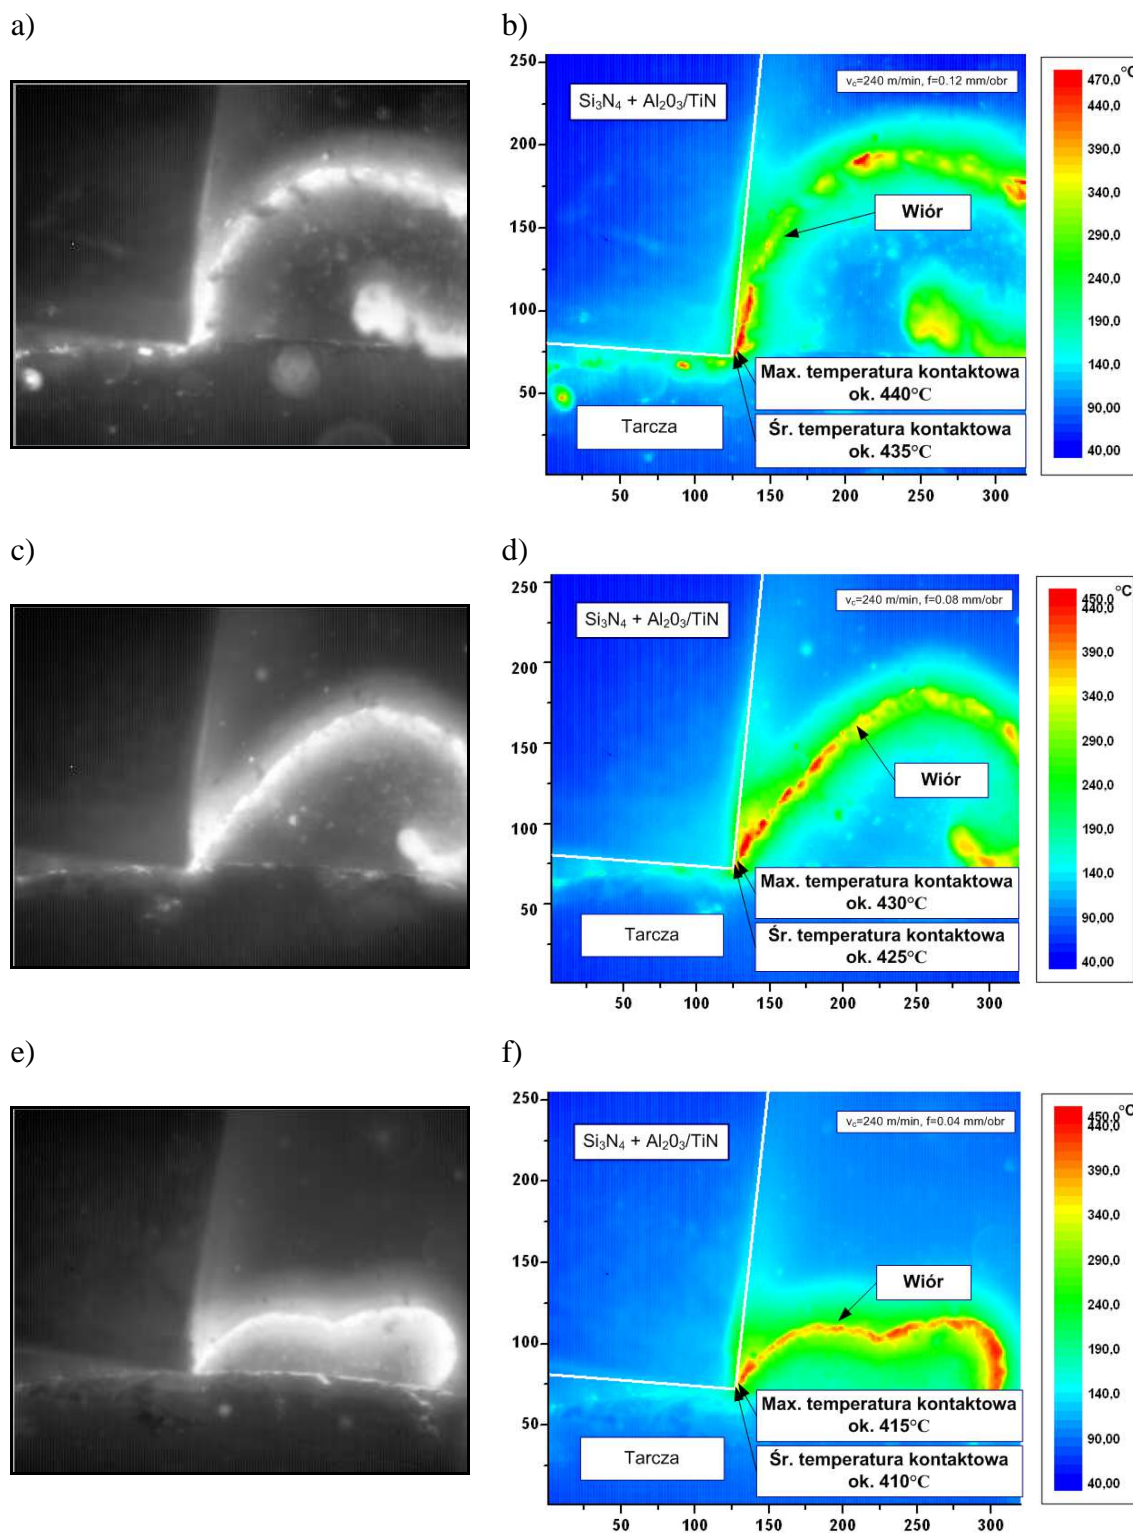 a)
b)
250
200
150
100
50
50
100
150
200
250
300
Si₃N₄ + Al₂0₃/TiN
v_c=240 m/min, f=0.12 mm/obr
Wiór
Max. temperatura kontaktowa
ok. 440°C
Śr. temperatura kontaktowa
ok. 435°C
Tarcza
°C
470,0
440,0
390,0
340,0
290,0
240,0
190,0
140,0
90,00
40,00
c)
d)
250
200
150
100
50
50
100
150
200
250
300
Si₃N₄ + Al₂0₃/TiN
v_c=240 m/min, f=0.08 mm/obr
Wiór
Max. temperatura kontaktowa
ok. 430°C
Śr. temperatura kontaktowa
ok. 425°C
Tarcza
°C
450,0
440,0
390,0
340,0
290,0
240,0
190,0
140,0
90,00
40,00
e)
f)
250
200
150
100
50
50
100
150
200
250
300
Si₃N₄ + Al₂0₃/TiN
v_c=240 m/min, f=0.04 mm/obr
Wiór
Max. temperatura kontaktowa
ok. 415°C
Śr. temperatura kontaktowa
ok. 410°C
Tarcza
°C
450,0
440,0
390,0
340,0
290,0
240,0
190,0
140,0
90,00
40,00